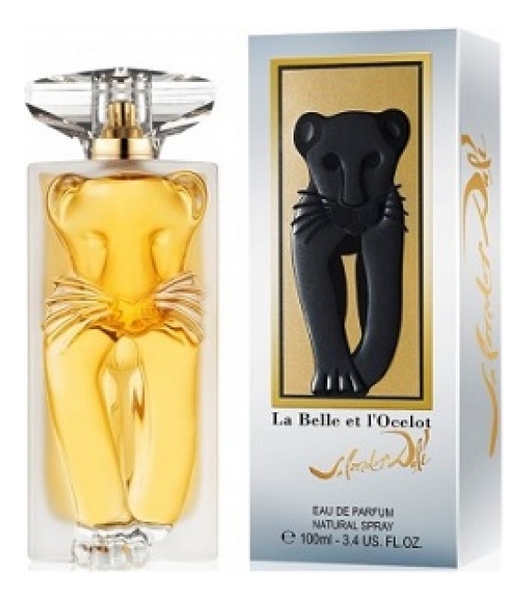 La Belle et l'Ocelot
Salvador Dalí
EAU DE PARFUM
NATURAL SPRAY
℮ 100ml - 3.4 US. FL.OZ.
Salvador Dalí